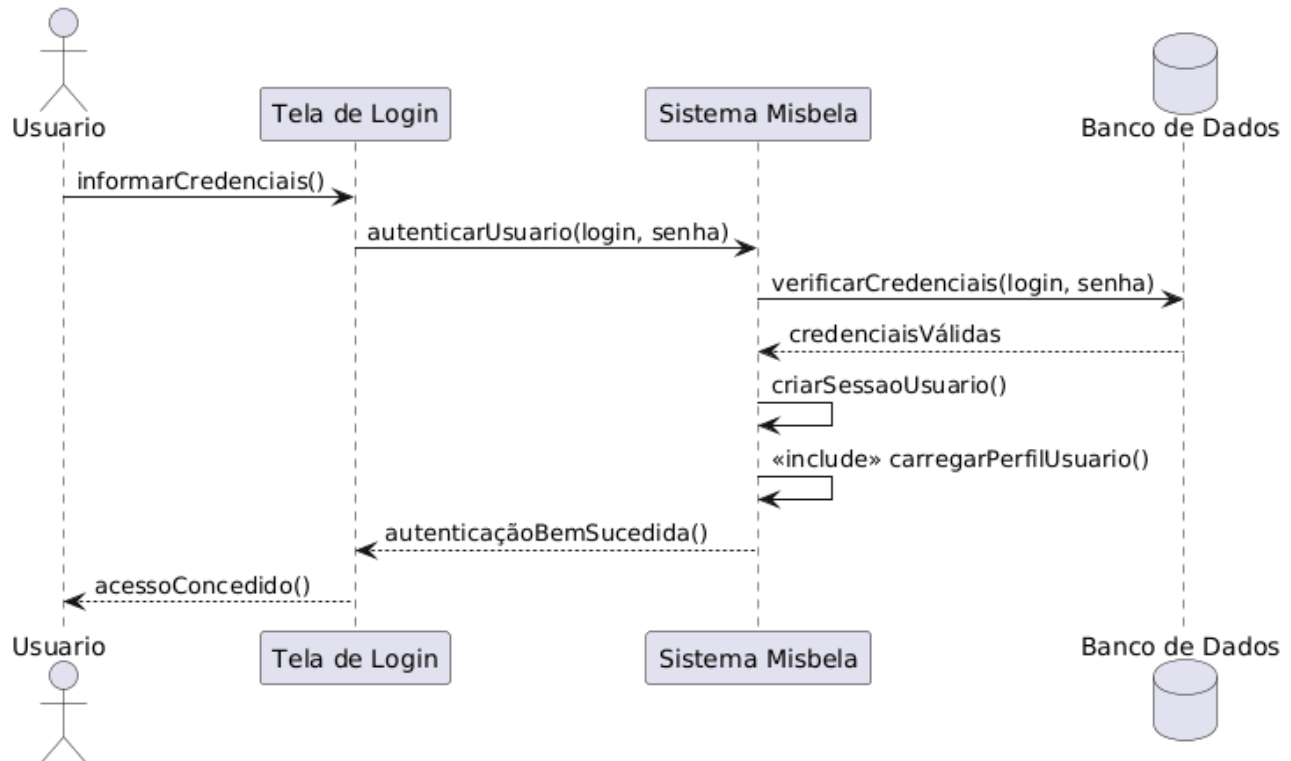 Usuario
Tela de Login
Sistema Misbela
Banco de Dados
informarCredenciais()
autenticarUsuario(login, senha)
verificarCredenciais(login, senha)
credenciaisVálidas
criarSessaoUsuario()
«include» carregarPerfilUsuario()
autenticaçãoBemSucedida()
acessoConcedido()
Usuario
Tela de Login
Sistema Misbela
Banco de Dados